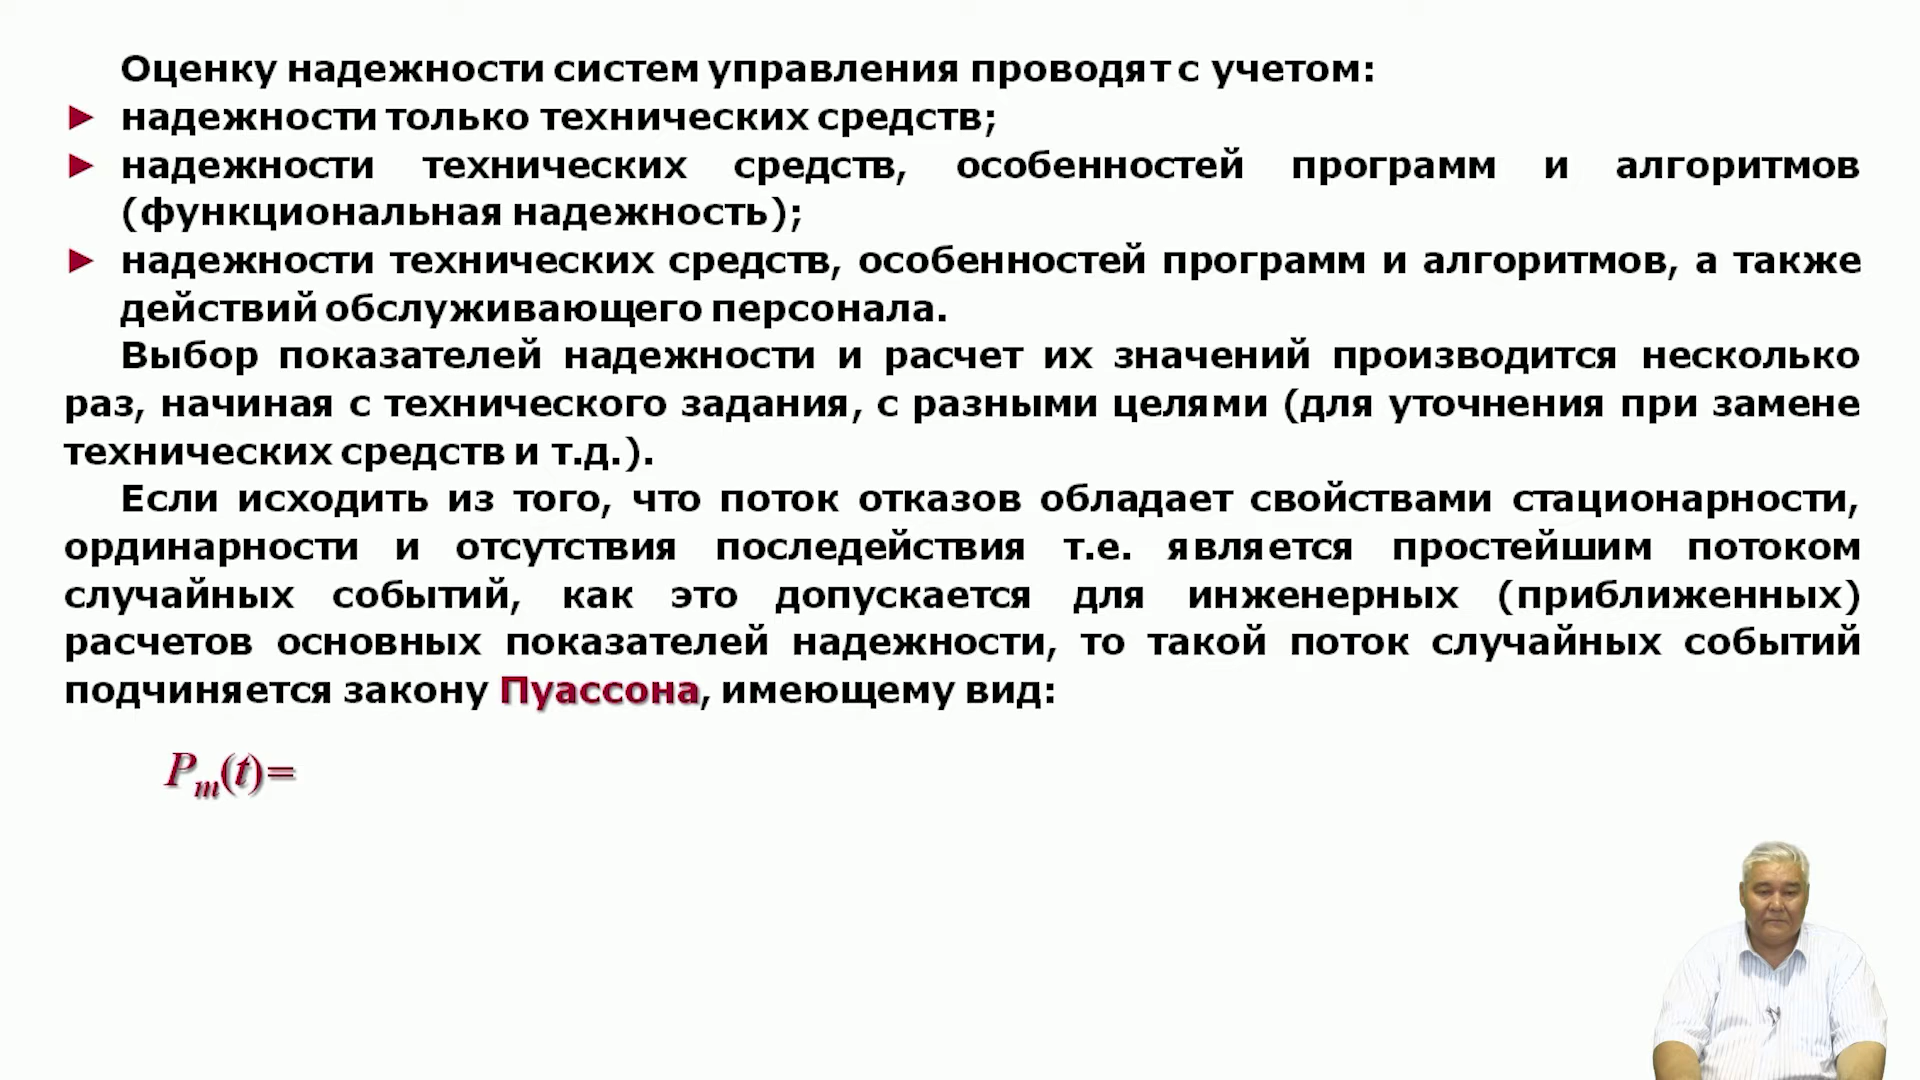 Оценку надежности систем управления проводят с учетом:
► надежности только технических средств;
► надежности технических средств, особенностей программ и алгоритмов
(функциональная надежность);
► надежности технических средств, особенностей программ и алгоритмов, а также
действий обслуживающего персонала.
Выбор показателей надежности и расчет их значений производится несколько
раз, начиная с технического задания, с разными целями (для уточнения при замене
технических средств и т.д.).
Если исходить из того, что поток отказов обладает свойствами стационарности,
ординарности и отсутствия последействия т.е. является простейшим потоком
случайных событий, как это допускается для инженерных (приближенных)
расчетов основных показателей надежности, то такой поток случайных событий
подчиняется закону Пуассона, имеющему вид:
Pm(t)=